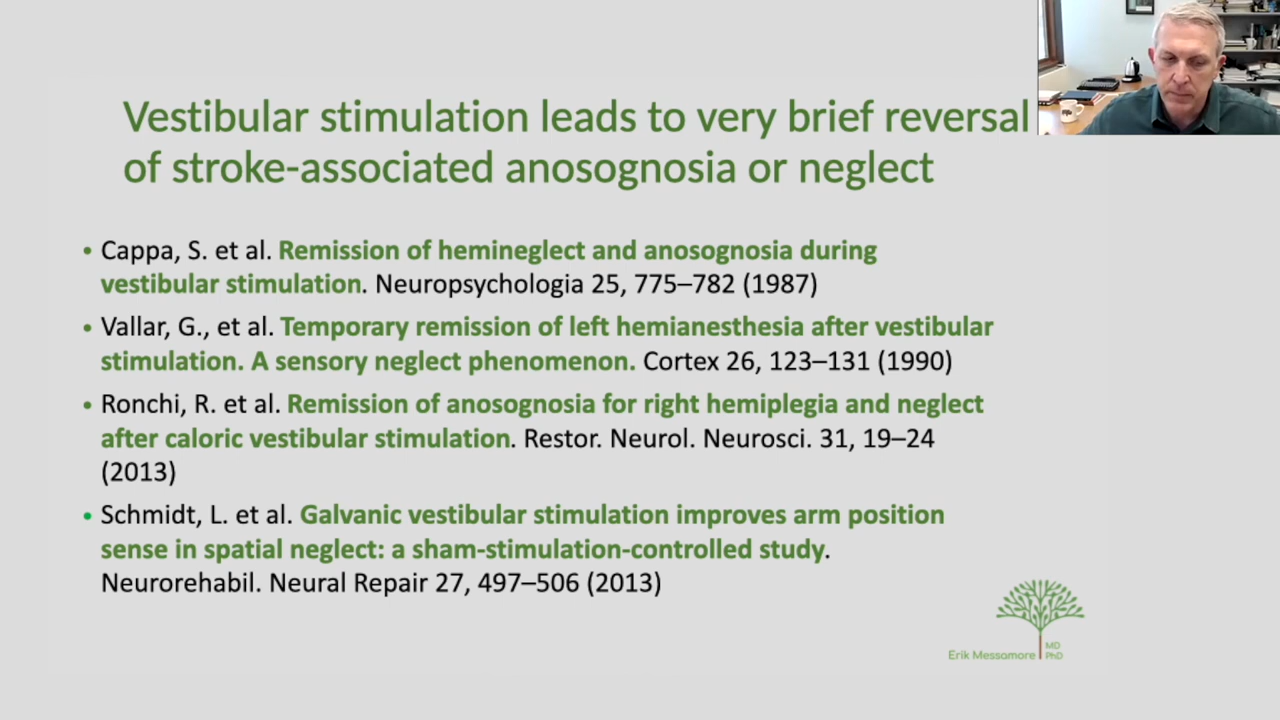 Vestibular stimulation leads to very brief reversal
of stroke-associated anosognosia or neglect
• Cappa, S. et al. Remission of hemineglect and anosognosia during
vestibular stimulation. Neuropsychologia 25, 775–782 (1987)
• Vallar, G., et al. Temporary remission of left hemianesthesia after vestibular
stimulation. A sensory neglect phenomenon. Cortex 26, 123–131 (1990)
• Ronchi, R. et al. Remission of anosognosia for right hemiplegia and neglect
after caloric vestibular stimulation. Restor. Neurol. Neurosci. 31, 19–24
(2013)
• Schmidt, L. et al. Galvanic vestibular stimulation improves arm position
sense in spatial neglect: a sham-stimulation-controlled study.
Neurorehabil. Neural Repair 27, 497–506 (2013)
Erik Messamore
MD
PhD